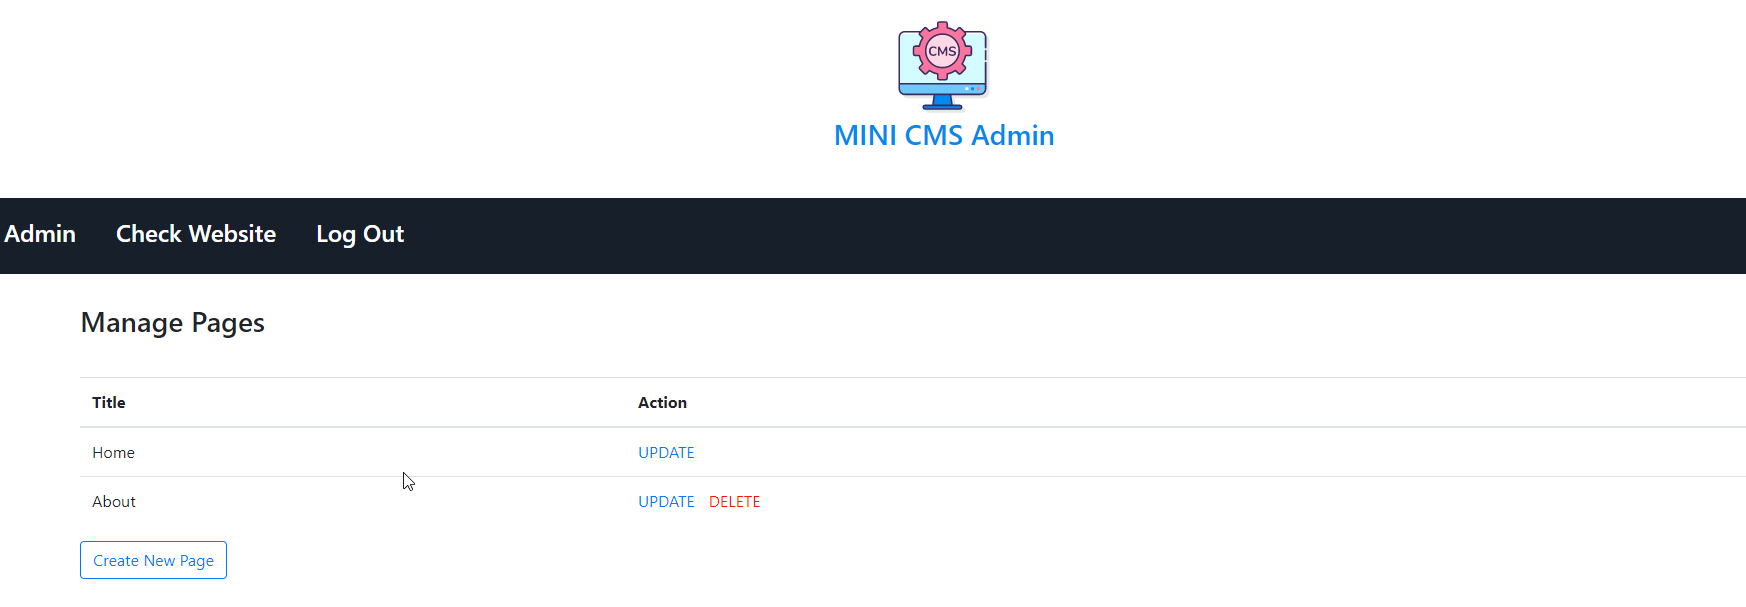 CMS
MINI CMS Admin
Admin Check Website Log Out
Manage Pages
Title Action
Home UPDATE
About UPDATE DELETE
Create New Page